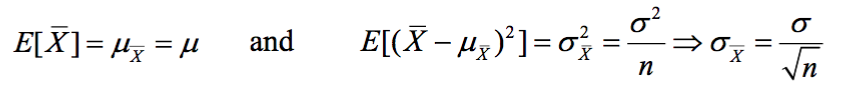 E[X̄] = μ_X̄ = μ and E[(X̄ − μ_X̄)²] = σ²_X̄ = σ²/n ⇒ σ_X̄ = σ/√n